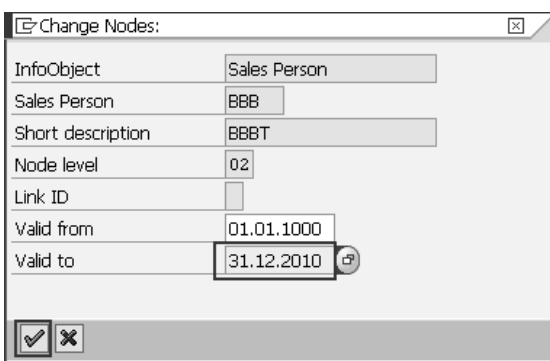 Change Nodes:
InfoObject Sales Person
Sales Person BBB
Short description BBBT
Node level 02
Link ID
Valid from 01.01.1000
Valid to 31.12.2010